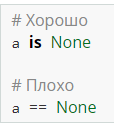 # Хорошо
a is None
# Плохо
a == None